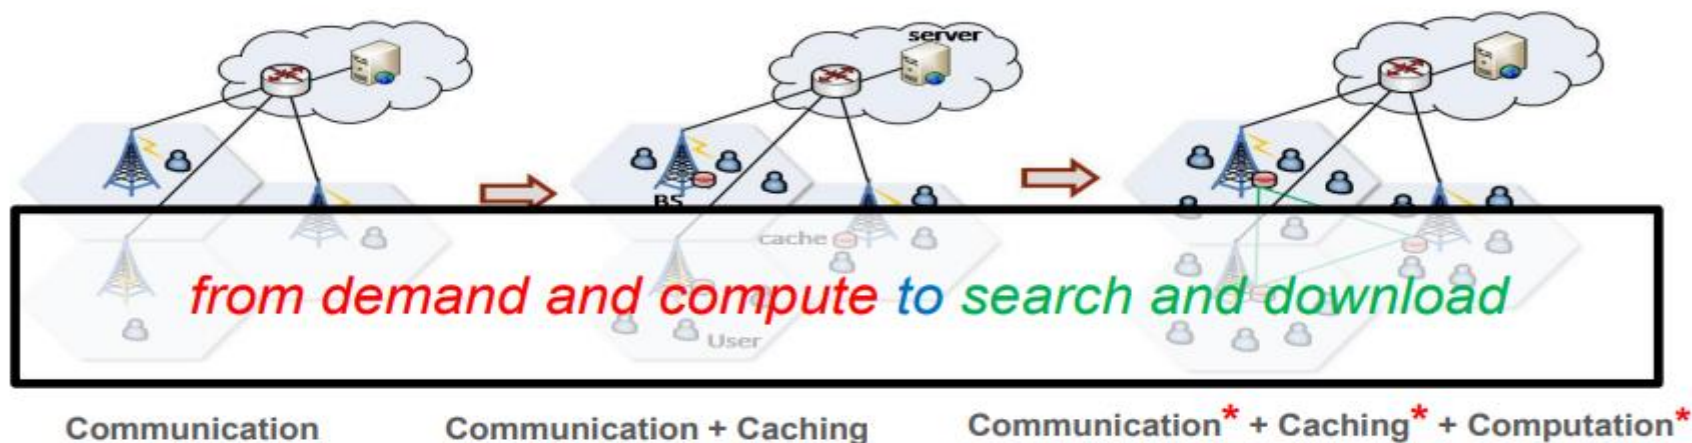 server
BS
cache
from demand and compute to search and download
User
Communication
Communication + Caching
Communication* + Caching* + Computation*